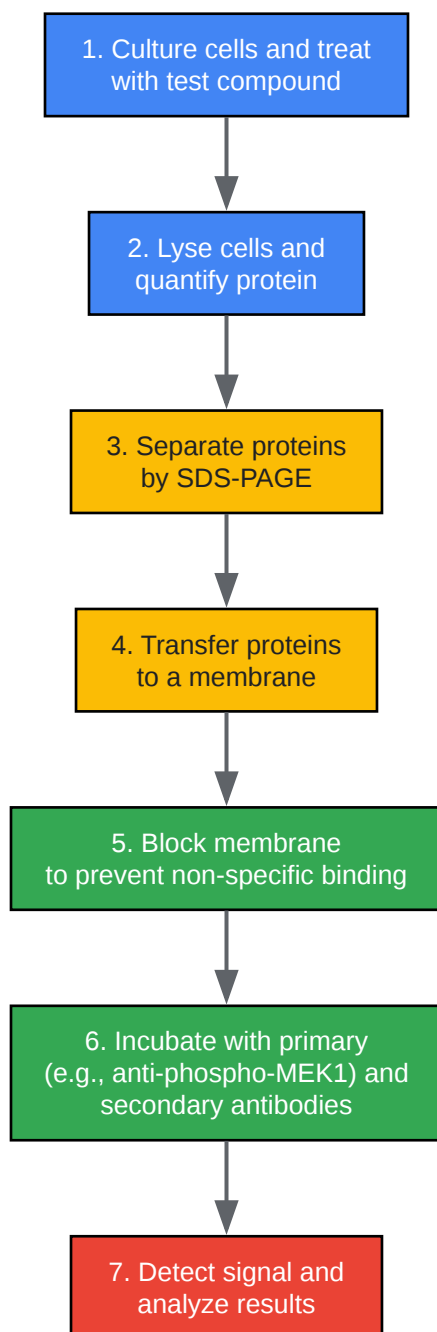 1. Culture cells and treat
with test compound
2. Lyse cells and
quantify protein
3. Separate proteins
by SDS-PAGE
4. Transfer proteins
to a membrane
5. Block membrane
to prevent non-specific binding
6. Incubate with primary
(e.g., anti-phospho-MEK1) and
secondary antibodies
7. Detect signal and
analyze results